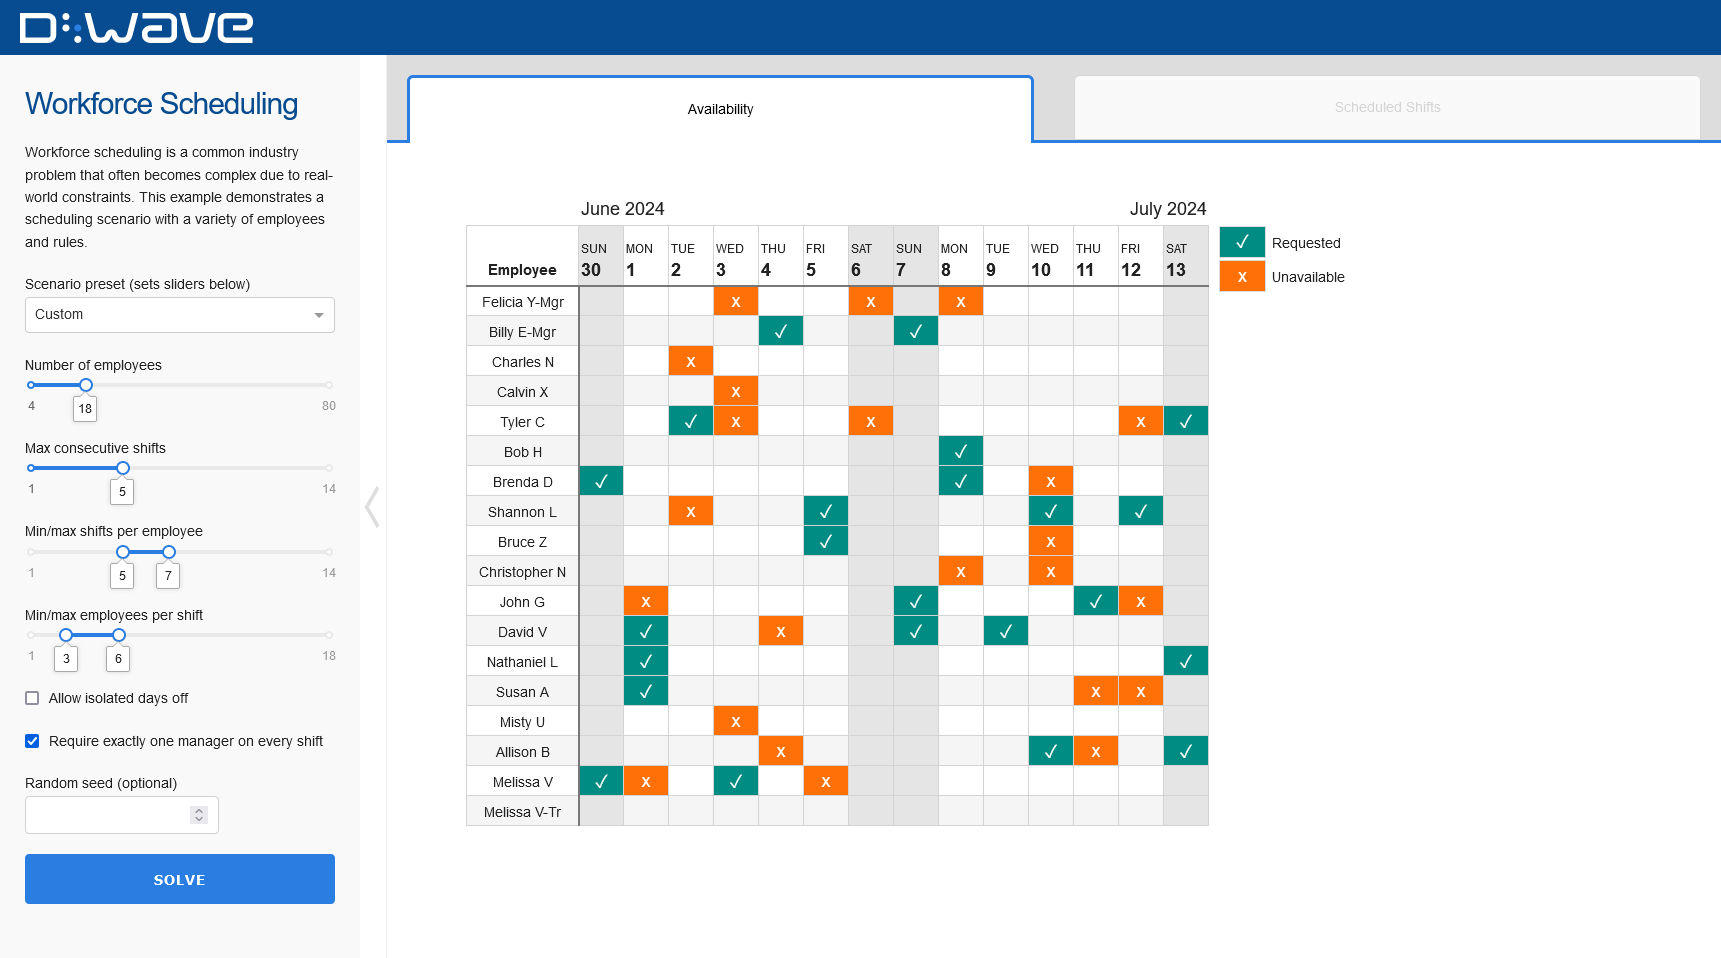 D:Wave
Availability
Scheduled Shifts
Workforce Scheduling
Workforce scheduling is a common industry
problem that often becomes complex due to real-
world constraints. This example demonstrates a
scheduling scenario with a variety of employees
and rules.
Scenario preset (sets sliders below)
Custom
Number of employees
4 80
18
Max consecutive shifts
1 14
5
Min/max shifts per employee
1 14
5 7
Min/max employees per shift
1 18
3 6
Allow isolated days off
Require exactly one manager on every shift
Random seed (optional)
SOLVE
June 2024 July 2024
SUN MON TUE WED THU FRI SAT SUN MON TUE WED THU FRI SAT
Employee 30 1 2 3 4 5 6 7 8 9 10 11 12 13
Felicia Y-Mgr X X X
Billy E-Mgr ✓ ✓
Charles N X
Calvin X X
Tyler C ✓ X X X ✓
Bob H ✓
Brenda D ✓ ✓ X
Shannon L X ✓ ✓ ✓
Bruce Z ✓ X
Christopher N X X
John G X ✓ ✓ X
David V ✓ X ✓ ✓
Nathaniel L ✓ ✓
Susan A ✓ X X
Misty U X
Allison B X ✓ X ✓
Melissa V ✓ X ✓ X
Melissa V-Tr
✓ Requested
X Unavailable